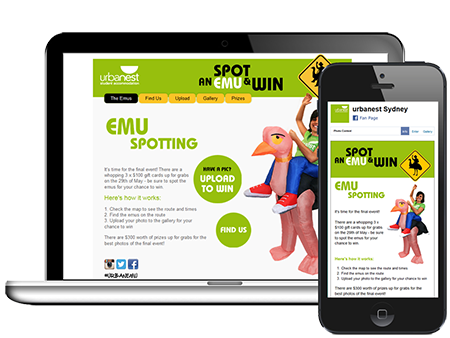 urbanest
student accommodation
SPOT
AN EMU & WIN
The Emus
Find Us
Upload
Gallery
Prizes
EMU
SPOTTING
It's time for the final event! There are a
whopping 3 x $100 gift cards up for grabs
on the 29th of May - be sure to spot the
emus for your chance to win.
Here's how it works:
1. Check the map to see the route and times
2. Find the emus on the route
3. Upload your photo to the gallery for your
chance to win
There are $300 worth of prizes up for grabs for the
best photos of the final event!
HAVE A PIC?
UPLOAD
TO WIN
FIND US
#URBANEMU
urbanest
urbanest Sydney
Fan Page
Photo Contest
Enter
Gallery
SPOT
AN EMU & WIN
EMU
SPOTTING
It's time for the final event!
There are a whopping 3 x $100 gift
cards up for grabs on the 29th of May
- be sure to spot the emus for your
chance to win
Here's how it works:
1. Check the map to see the route and times
2. Find the emus on the route
3. Upload your photo to the gallery for your chance to win
There are $300 worth of prizes up for grabs for the
best photos of the final event!